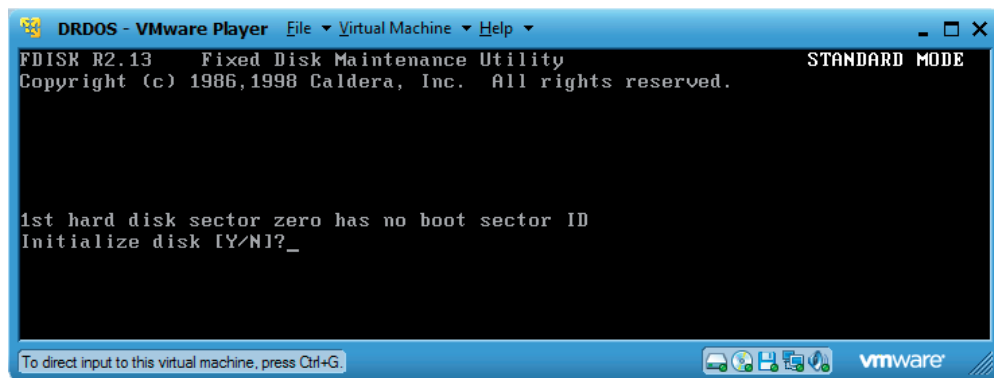 DRDOS - VMware Player File Virtual Machine Help
FDISK R2.13 Fixed Disk Maintenance Utility STANDARD MODE
Copyright (c) 1986,1998 Caldera, Inc. All rights reserved.
1st hard disk sector zero has no boot sector ID
Initialize disk [Y/N]?_
To direct input to this virtual machine, press Ctrl+G. vmware